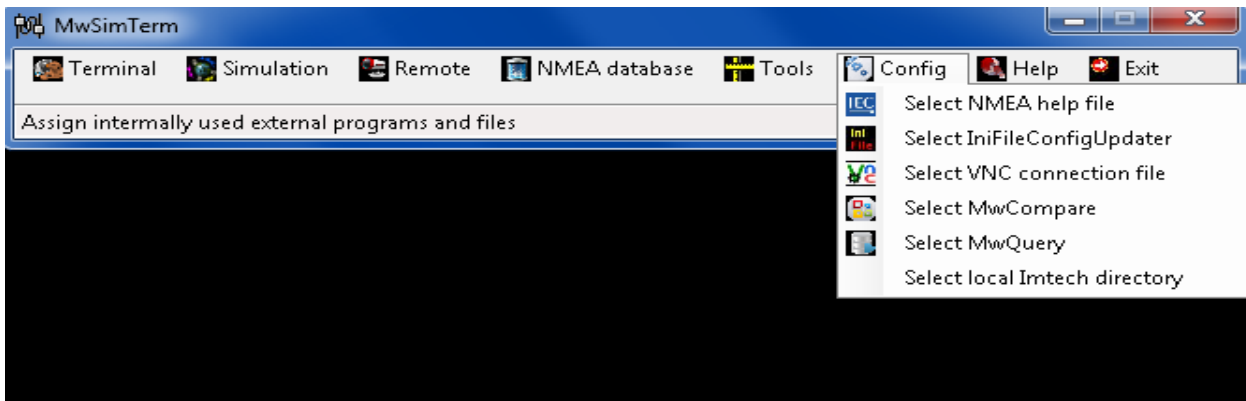 MwSimTerm
Terminal Simulation Remote NMEA database Tools Config Help Exit
Assign intermally used external programs and files
IEC Select NMEA help file
Ini File Select IniFileConfigUpdater
V2 Select VNC connection file
Select MwCompare
Select MwQuery
Select local Imtech directory